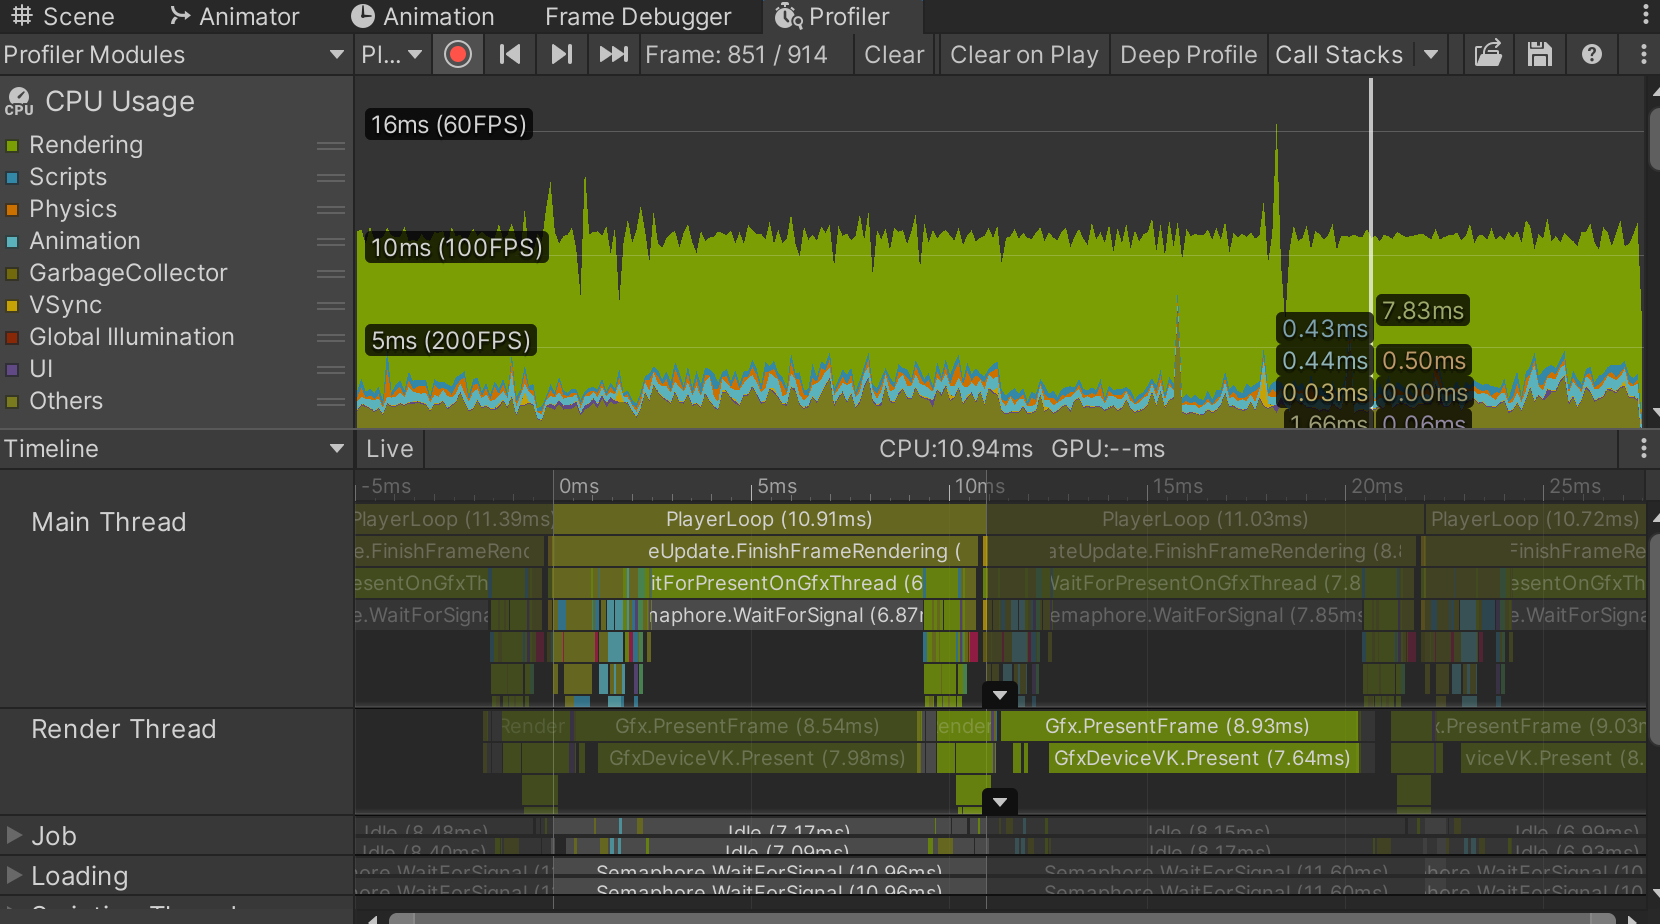 Scene Animator Animation Frame Debugger Profiler
Profiler Modules Pl... Frame: 851 / 914 Clear Clear on Play Deep Profile Call Stacks
CPU CPU Usage
Rendering
Scripts
Physics
Animation
GarbageCollector
VSync
Global Illumination
UI
Others
16ms (60FPS)
10ms (100FPS)
5ms (200FPS)
7.83ms
0.43ms
0.44ms 0.50ms
0.03ms 0.00ms
1.66ms 0.06ms
Timeline Live CPU:10.94ms GPU:--ms
-5ms 0ms 5ms 10ms 15ms 20ms 25ms
Main Thread
PlayerLoop (11.39ms) PlayerLoop (10.91ms) PlayerLoop (11.03ms) PlayerLoop (10.72ms)
e.FinishFrameRend eUpdate.FinishFrameRendering ( ateUpdate.FinishFrameRendering (8.8 FinishFrameRe
esentOnGfxTh itForPresentOnGfxThread (6 WaitForPresentOnGfxThread (7.8 esentOnGfxTh
e.WaitForSigna maphore.WaitForSignal (6.87m emaphore.WaitForSignal (7.85ms e.WaitForSigna
Render Thread
Render Gfx.PresentFrame (8.54ms) ender Gfx.PresentFrame (8.93ms) x.PresentFrame (9.03m
GfxDeviceVK.Present (7.98ms) GfxDeviceVK.Present (7.64ms) viceVK.Present (8.
Job
Idle (8.48ms) Idle (7.17ms) Idle (8.15ms) Idle (6.99ms)
Idle (8.40ms) Idle (7.09ms) Idle (8.17ms) Idle (6.93ms)
Loading
hore.WaitForSignal (1 Semaphore.WaitForSignal (10.96ms) Semaphore.WaitForSignal (11.60ms) phore.WaitForSignal (10
hore.WaitForSignal (1 Semaphore.WaitForSignal (10.96ms) Semaphore.WaitForSignal (11.60ms) phore.WaitForSignal (10